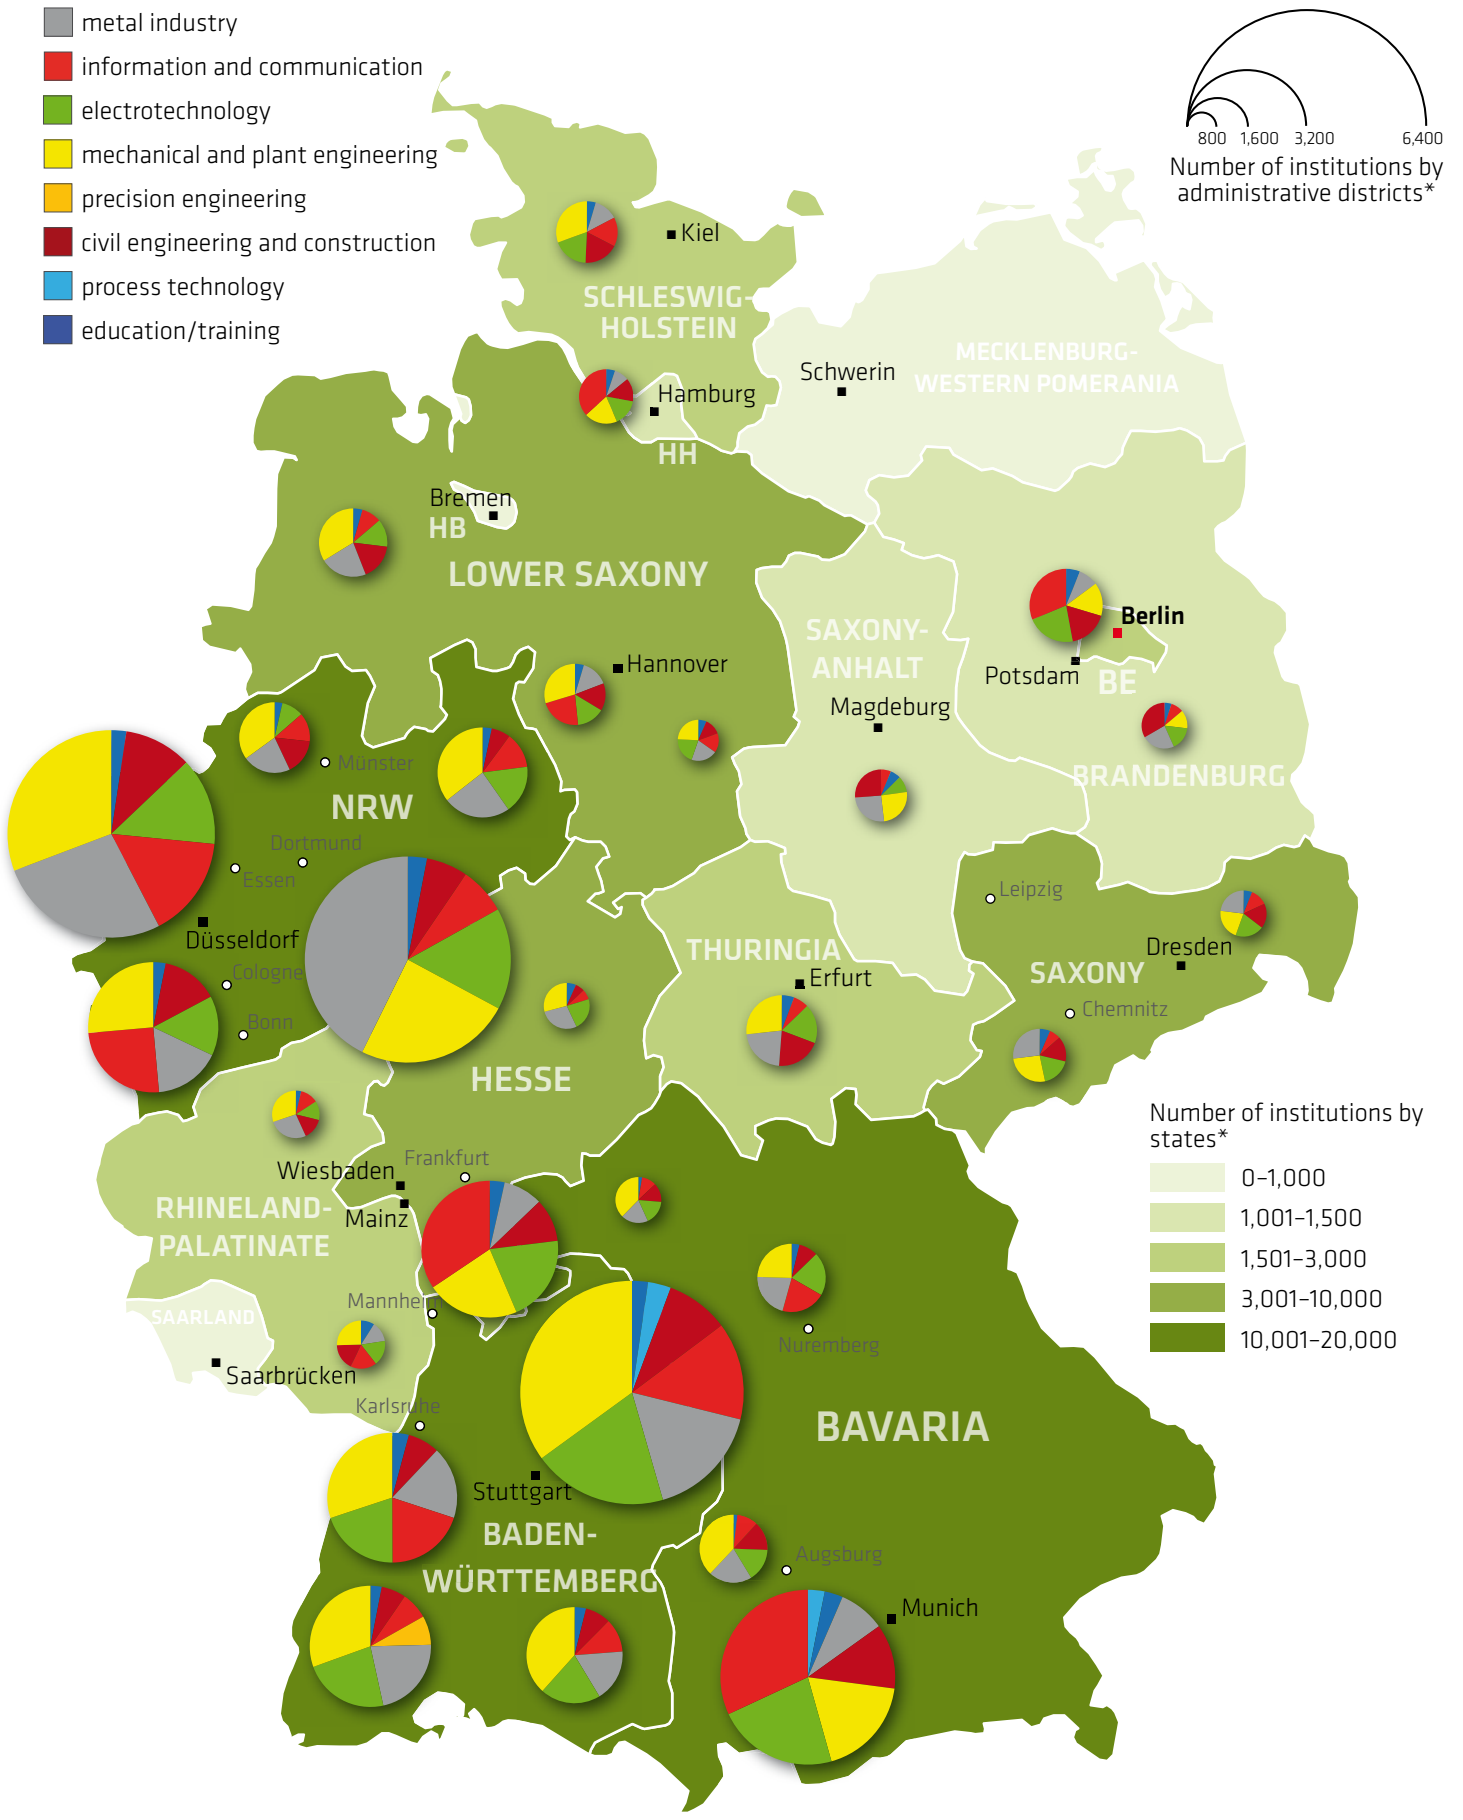 metal industry
information and communication
electrotechnology
mechanical and plant engineering
precision engineering
civil engineering and construction
process technology
education/training
800 1,600 3,200 6,400
Number of institutions by
administrative districts*
Kiel
SCHLESWIG-
HOLSTEIN
MECKLENBURG-
WESTERN POMERANIA
Schwerin
Hamburg
HH
Bremen
HB
LOWER SAXONY
Berlin
SAXONY-
ANHALT
Hannover
Potsdam
BE
Magdeburg
Münster
BRANDENBURG
NRW
Dortmund
Essen
Leipzig
Düsseldorf
THURINGIA
Dresden
SAXONY
Cologne
Erfurt
Chemnitz
Bonn
HESSE
Number of institutions by
states*
0–1,000
1,001–1,500
1,501–3,000
3,001–10,000
10,001–20,000
Frankfurt
Wiesbaden
Mainz
RHINELAND-
PALATINATE
Mannheim
SAARLAND
Nuremberg
Saarbrücken
Karlsruhe
BAVARIA
Stuttgart
BADEN-
WÜRTTEMBERG
Augsburg
Munich